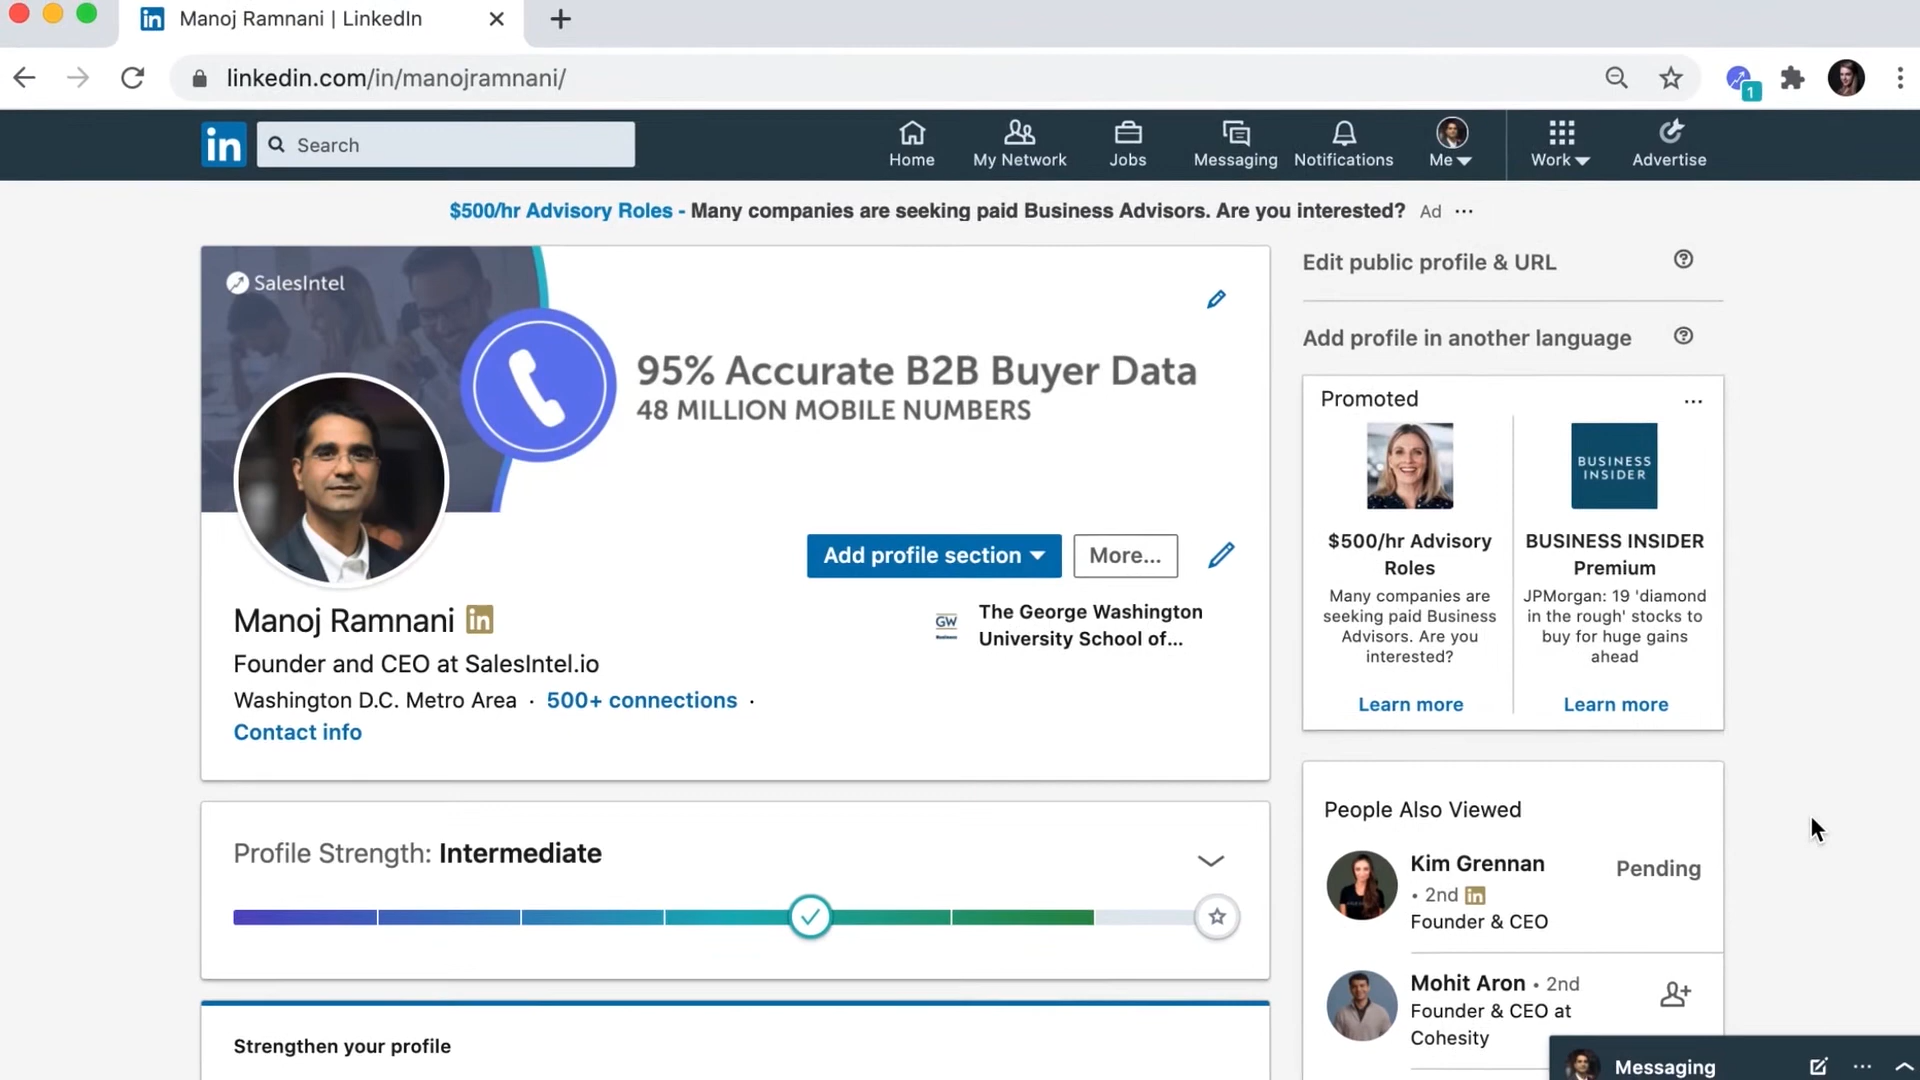 Manoj Ramnani | LinkedIn
linkedin.com/in/manojramnani/
1
in
Search
Home
My Network
Jobs
Messaging
Notifications
Me
Work
Advertise
$500/hr Advisory Roles - Many companies are seeking paid Business Advisors. Are you interested? Ad ...
SalesIntel
95% Accurate B2B Buyer Data
48 MILLION MOBILE NUMBERS
Add profile section
More...
Manoj Ramnani in
Founder and CEO at SalesIntel.io
Washington D.C. Metro Area · 500+ connections ·
Contact info
GW
Business
The George Washington
University School of...
Profile Strength: Intermediate
Strengthen your profile
Edit public profile & URL
Add profile in another language
Promoted
...
$500/hr Advisory
Roles
Many companies are
seeking paid Business
Advisors. Are you
interested?
Learn more
BUSINESS
INSIDER
BUSINESS INSIDER
Premium
JPMorgan: 19 'diamond
in the rough' stocks to
buy for huge gains
ahead
Learn more
People Also Viewed
Kim Grennan
• 2nd in
Founder & CEO
Pending
Mohit Aron • 2nd
Founder & CEO at
Cohesity
Messaging